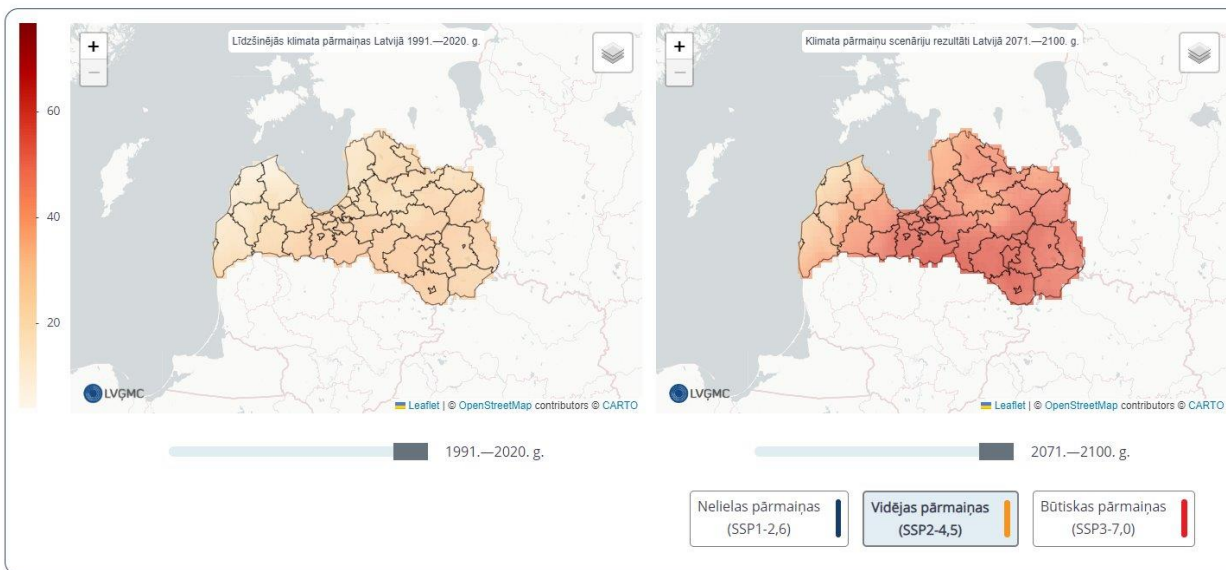 60
40
20
+
−
Līdzšinējās klimata pārmaiņas Latvijā 1991.—2020. g.
LVĢMC
Leaflet | © OpenStreetMap contributors © CARTO
1991.—2020. g.
+
−
Klimata pārmaiņu scenāriju rezultāti Latvijā 2071.—2100. g.
LVĢMC
Leaflet | © OpenStreetMap contributors © CARTO
2071.—2100. g.
Nelielas pārmaiņas
(SSP1-2,6)
Vidējas pārmaiņas
(SSP2-4,5)
Būtiskas pārmaiņas
(SSP3-7,0)